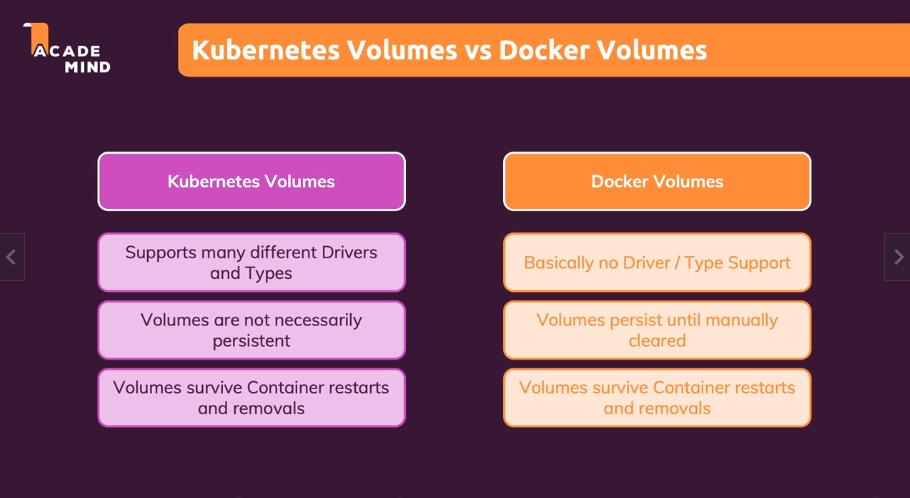 ACADE
MIND
Kubernetes Volumes vs Docker Volumes
Kubernetes Volumes
Supports many different Drivers
and Types
Volumes are not necessarily
persistent
Volumes survive Container restarts
and removals
Docker Volumes
Basically no Driver / Type Support
Volumes persist until manually
cleared
Volumes survive Container restarts
and removals